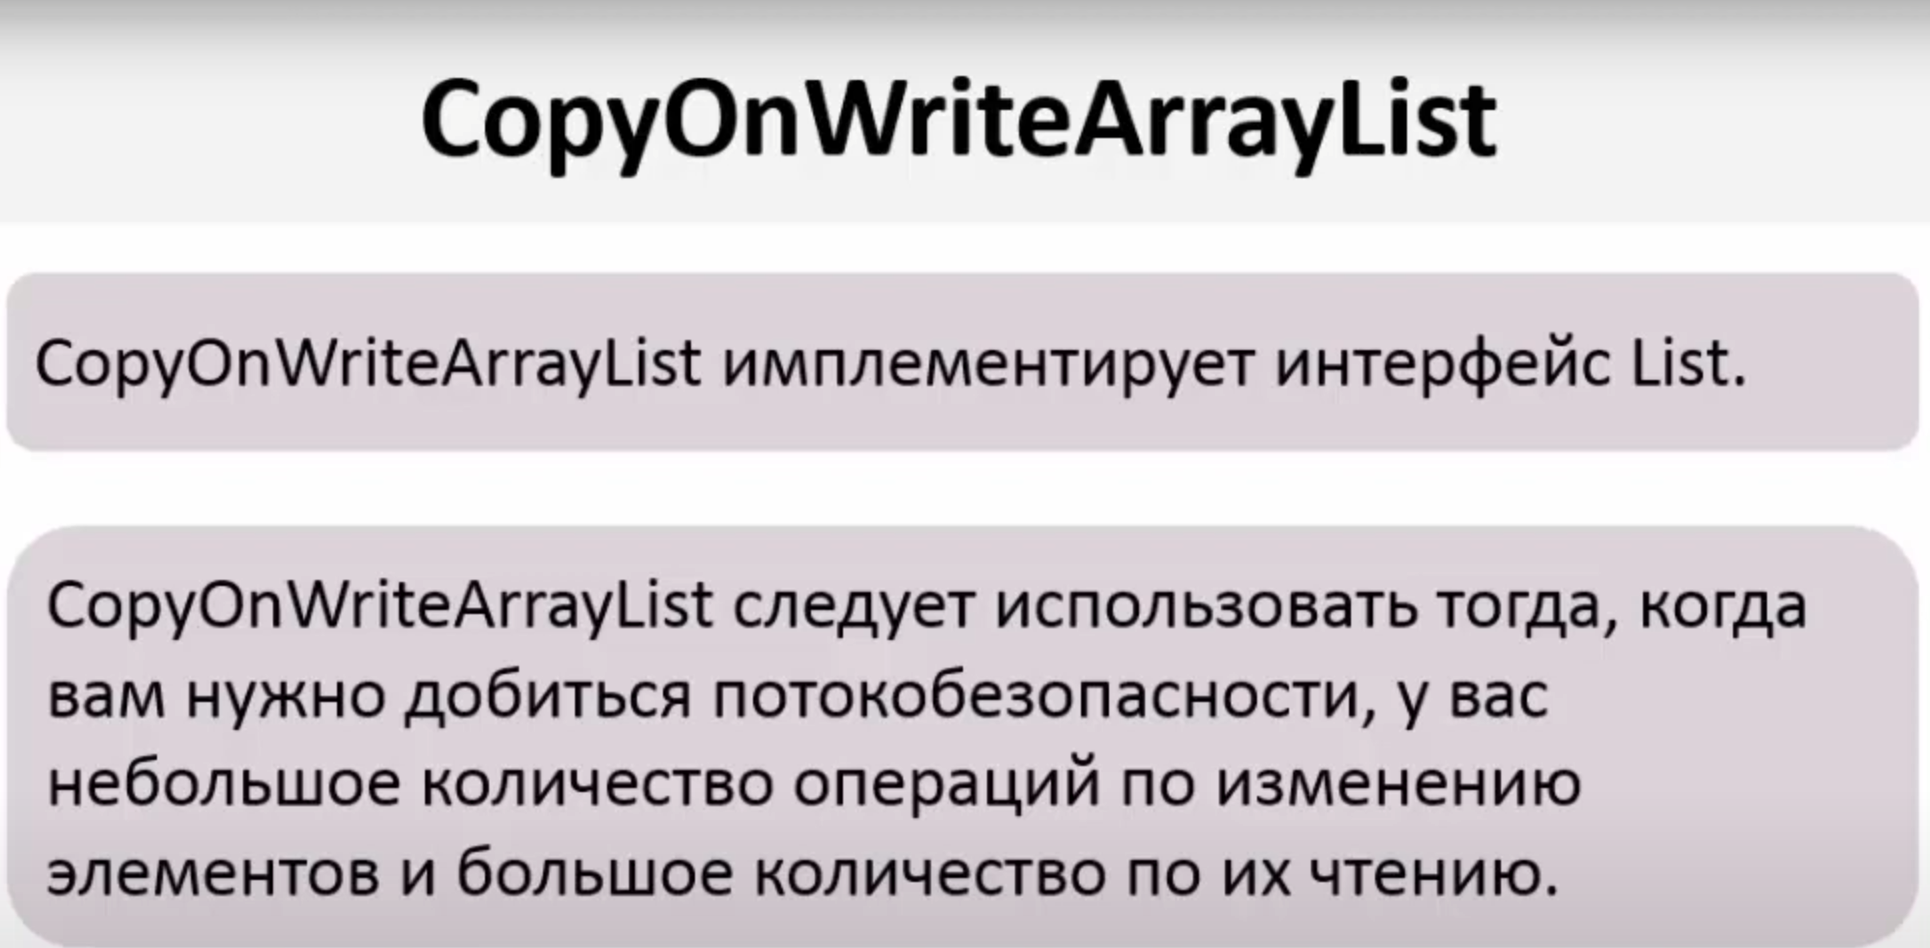 CopyOnWriteArrayList
CopyOnWriteArrayList имплементирует интерфейс List.
CopyOnWriteArrayList следует использовать тогда, когда
вам нужно добиться потокобезопасности, у вас
небольшое количество операций по изменению
элементов и большое количество по их чтению.